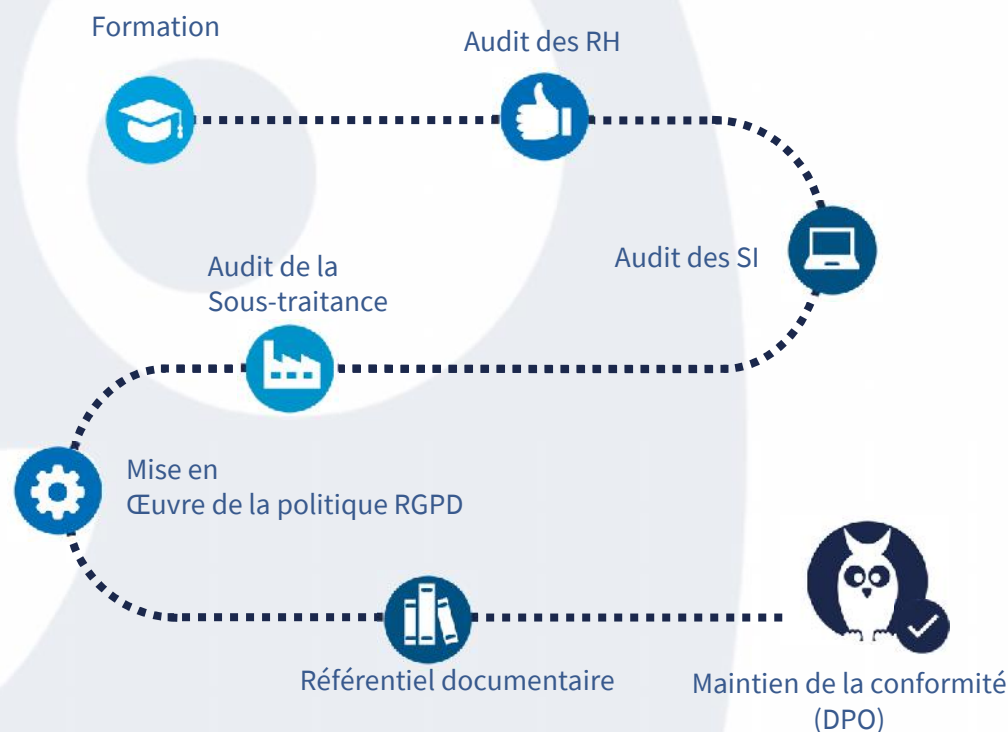 Formation
Audit des RH
Audit des SI
Audit de la
Sous-traitance
Mise en
Œuvre de la politique RGPD
Référentiel documentaire
Maintien de la conformité
(DPO)